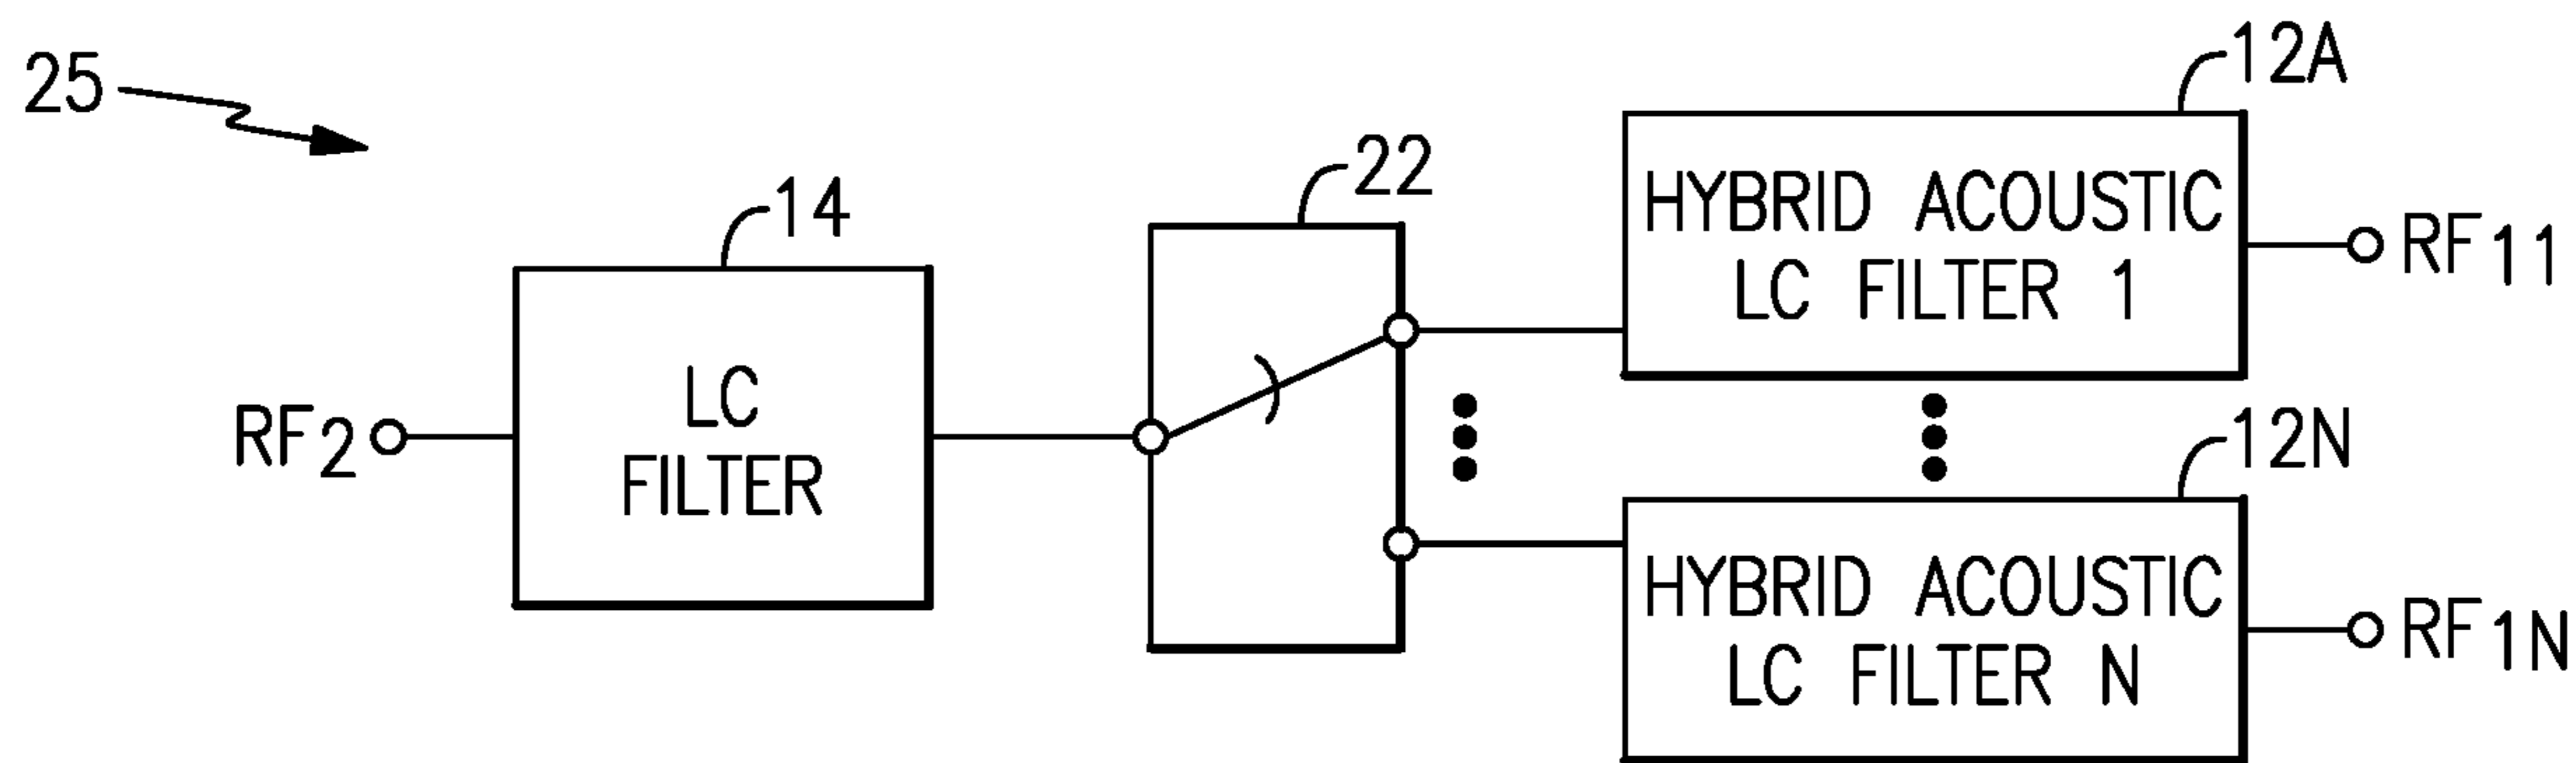 25
14
22
12A
HYBRID ACOUSTIC
LC FILTER 1
RF11
RF2
LC
FILTER
12N
HYBRID ACOUSTIC
LC FILTER N
RF1N